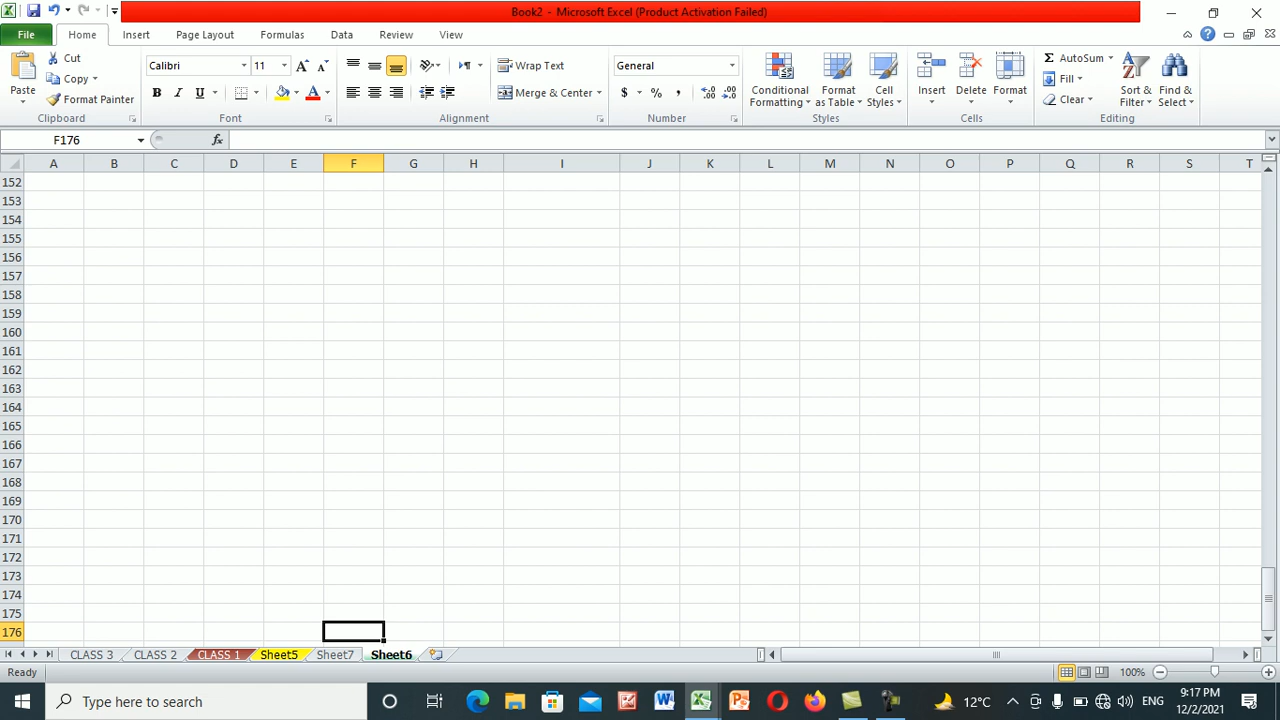 Book2 - Microsoft Excel (Product Activation Failed)
File Home Insert Page Layout Formulas Data Review View
Paste
Cut
Copy
Format Painter
Clipboard
Calibri 11
B I U
Font
Wrap Text
Merge & Center
Alignment
General
$ % ,
Number
Conditional Formatting
Format as Table
Cell Styles
Styles
Insert
Delete
Format
Cells
Σ AutoSum
Fill
Clear
Sort & Filter
Find & Select
Editing
F176 fx
A B C D E F G H I J K L M N O P Q R S T
152
153
154
155
156
157
158
159
160
161
162
163
164
165
166
167
168
169
170
171
172
173
174
175
176
CLASS 3 CLASS 2 CLASS 1 Sheet5 Sheet7 Sheet6
Ready 100%
Type here to search 12°C ENG 9:17 PM
12/2/2021